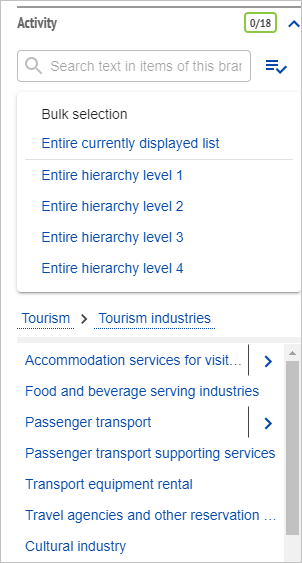 Activity 0/18
Search text in items of this bran
Bulk selection
Entire currently displayed list
Entire hierarchy level 1
Entire hierarchy level 2
Entire hierarchy level 3
Entire hierarchy level 4
Tourism > Tourism industries
Accommodation services for visit...
Food and beverage serving industries
Passenger transport
Passenger transport supporting services
Transport equipment rental
Travel agencies and other reservation ...
Cultural industry